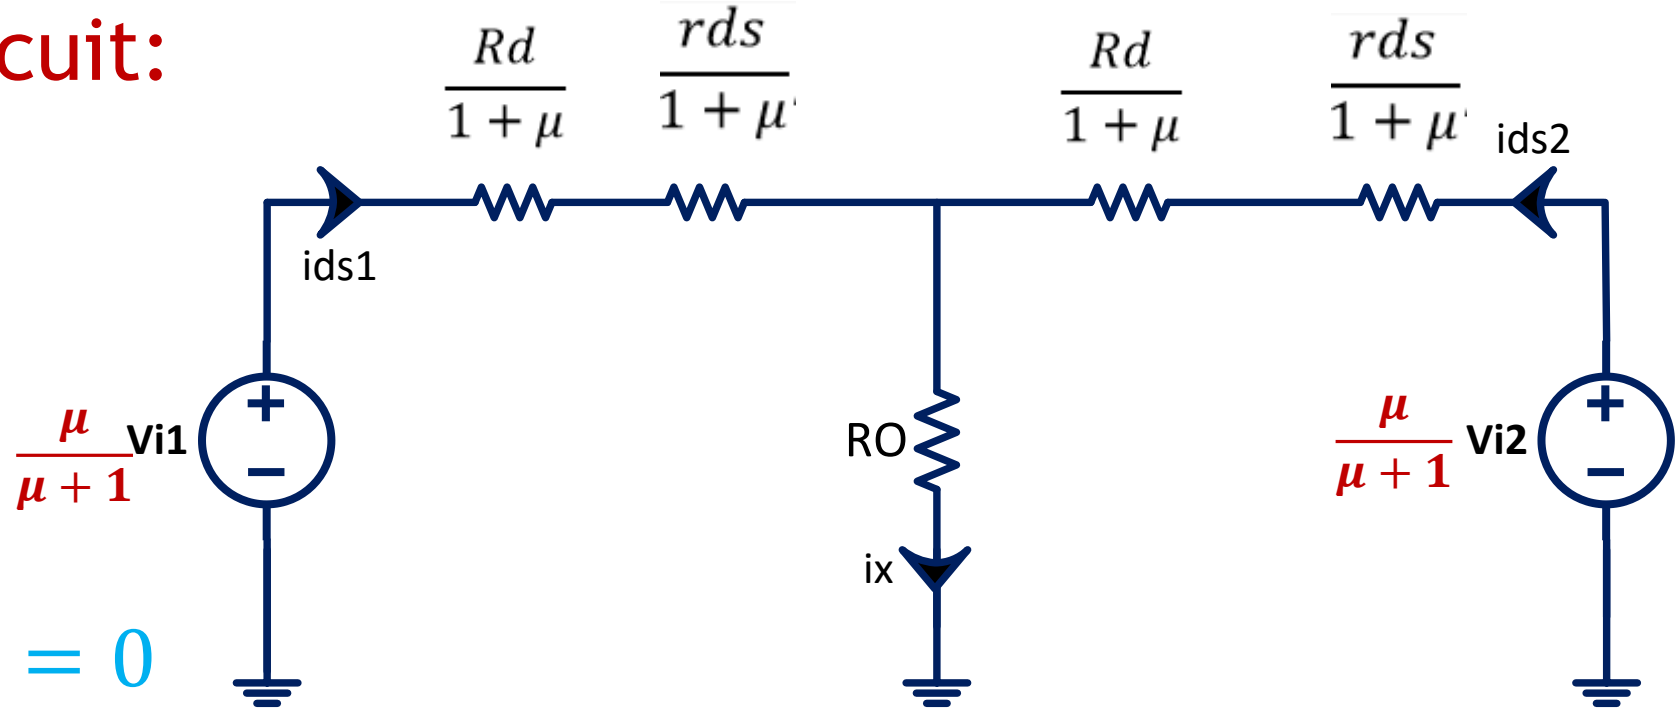 cuit:
Rd
1 + μ
rds
1 + μ
Rd
1 + μ
rds
1 + μ
ids2
ids1
+
−
μ
μ + 1
Vi1
RO
μ
μ + 1
Vi2
+
−
ix
= 0